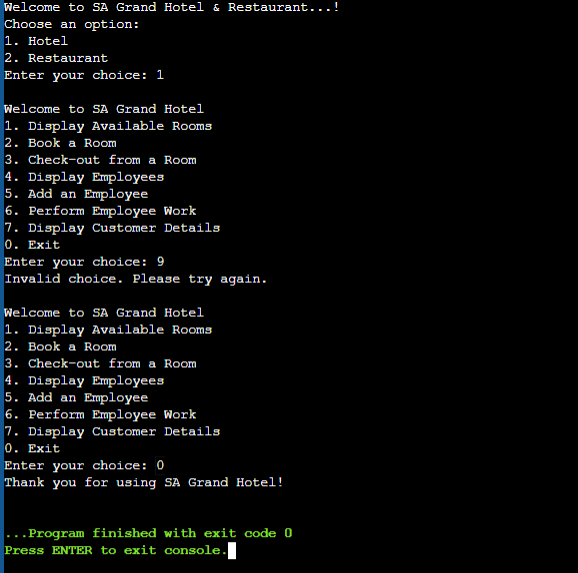 Welcome to SA Grand Hotel & Restaurant...!
Choose an option:
1. Hotel
2. Restaurant
Enter your choice: 1
Welcome to SA Grand Hotel
1. Display Available Rooms
2. Book a Room
3. Check-out from a Room
4. Display Employees
5. Add an Employee
6. Perform Employee Work
7. Display Customer Details
0. Exit
Enter your choice: 9
Invalid choice. Please try again.
Welcome to SA Grand Hotel
1. Display Available Rooms
2. Book a Room
3. Check-out from a Room
4. Display Employees
5. Add an Employee
6. Perform Employee Work
7. Display Customer Details
0. Exit
Enter your choice: 0
Thank you for using SA Grand Hotel!
...Program finished with exit code 0
Press ENTER to exit console.